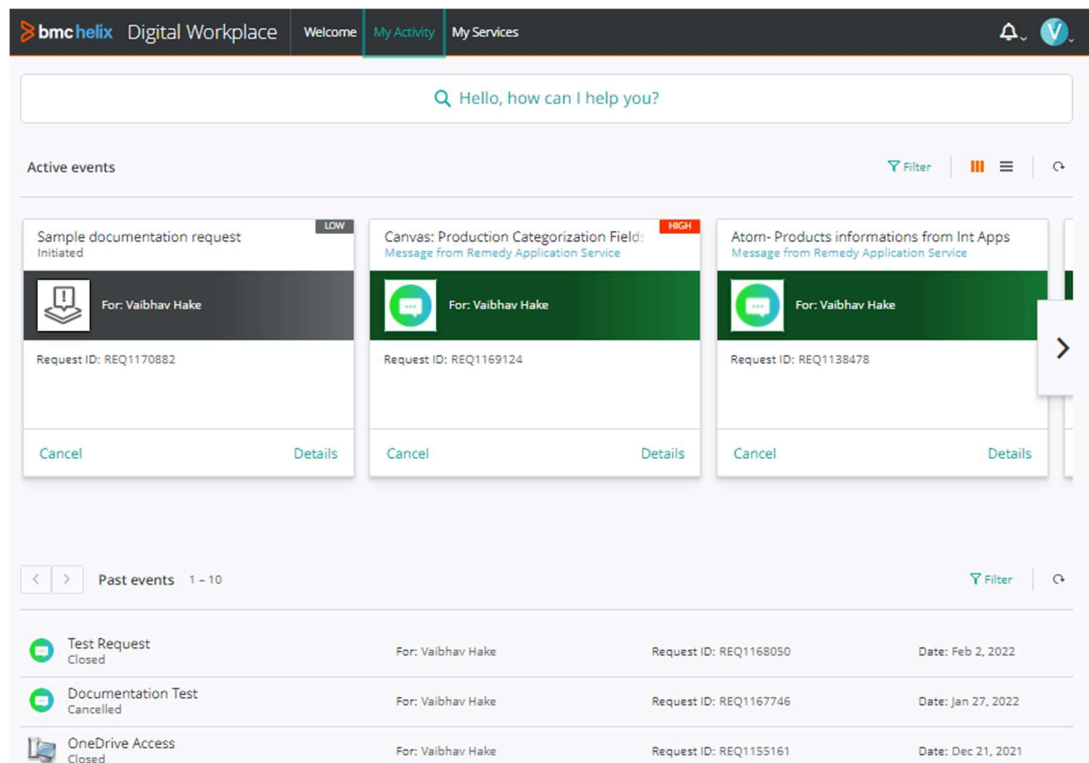 bmc helix Digital Workplace Welcome My Activity My Services V
Hello, how can I help you?
Active events Filter
LOW
Sample documentation request
Initiated
For: Vaibhav Hake
Request ID: REQ1170882
Cancel Details
HIGH
Canvas: Production Categorization Fields
Message from Remedy Application Service
For: Vaibhav Hake
Request ID: REQ1169124
Cancel Details
Atom- Products informations from Int Apps
Message from Remedy Application Service
For: Vaibhav Hake
Request ID: REQ1138478
Cancel Details
Past events 1 – 10 Filter
Test Request
Closed
For: Vaibhav Hake Request ID: REQ1168050 Date: Feb 2, 2022
Documentation Test
Cancelled
For: Vaibhav Hake Request ID: REQ1167746 Date: Jan 27, 2022
OneDrive Access
Closed
For: Vaibhav Hake Request ID: REQ1155161 Date: Dec 21, 2021